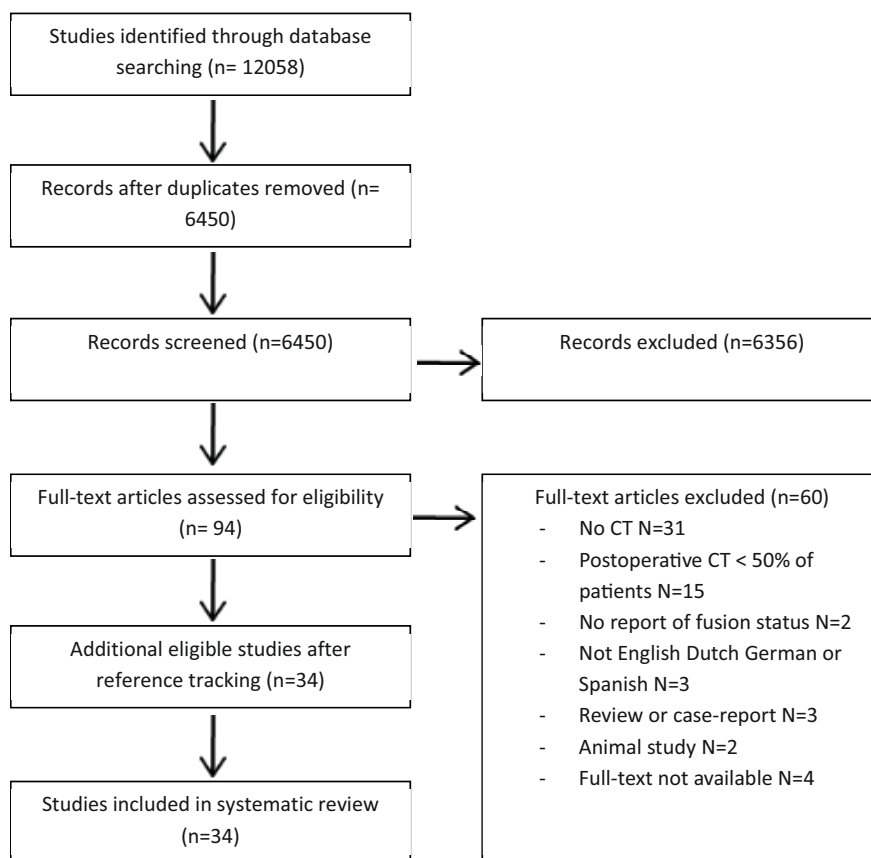 Studies identified through database
searching (n= 12058)
Records after duplicates removed (n=
6450)
Records screened (n=6450)
Records excluded (n=6356)
Full-text articles assessed for eligibility
(n= 94)
Full-text articles excluded (n=60)
- No CT N=31
- Postoperative CT < 50% of
patients N=15
- No report of fusion status N=2
- Not English Dutch German or
Spanish N=3
- Review or case-report N=3
- Animal study N=2
- Full-text not available N=4
Additional eligible studies after
reference tracking (n=34)
Studies included in systematic review
(n=34)